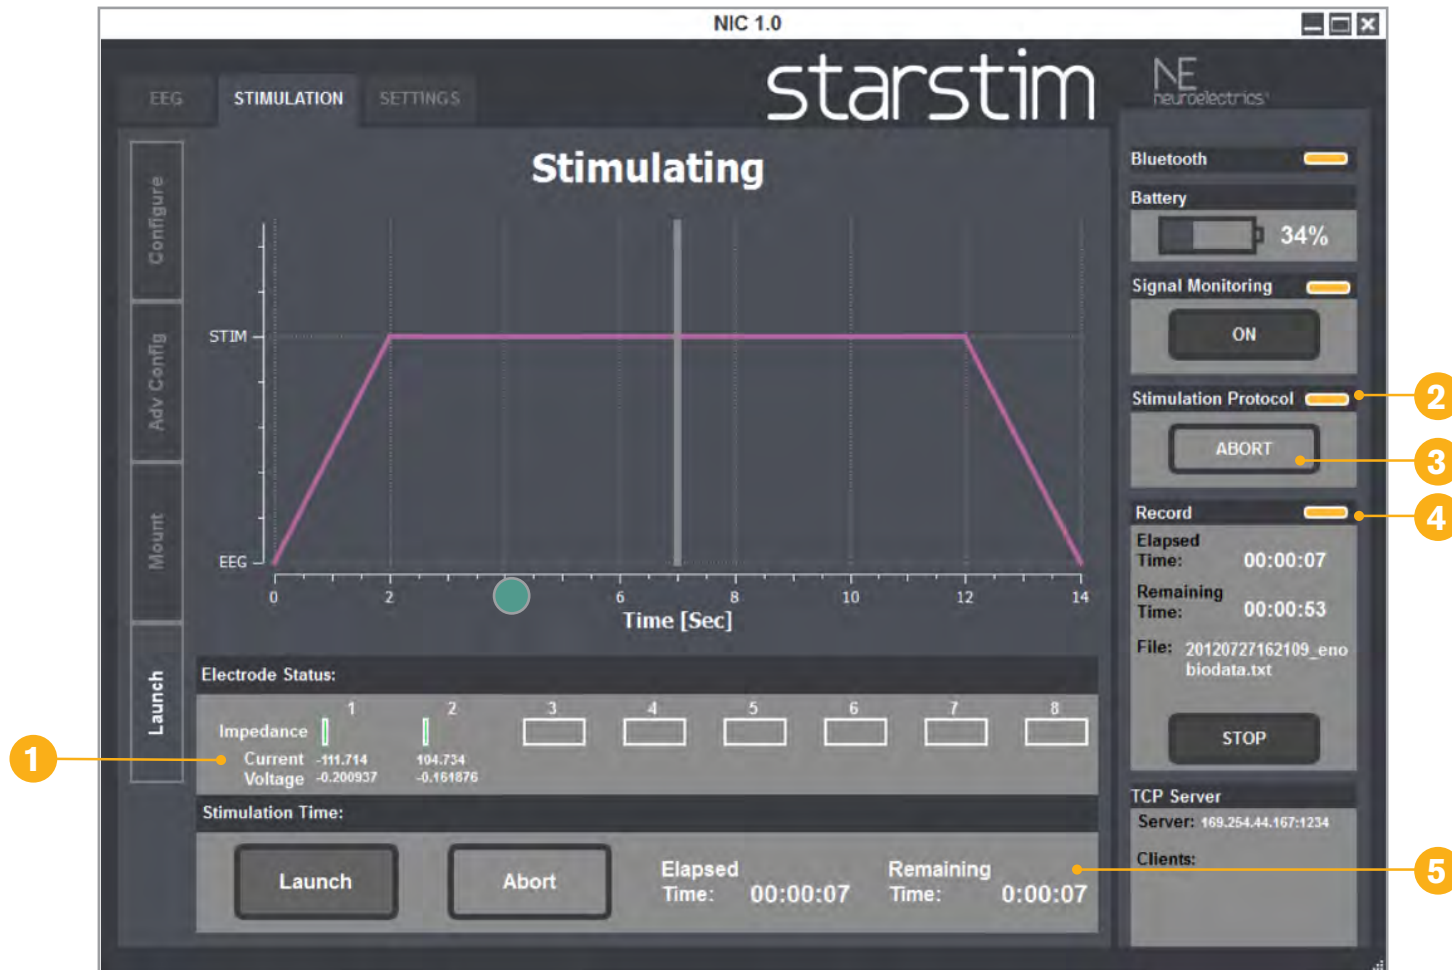 NIC 1.0
starstim
NE
neuroelectrics
EEG STIMULATION SETTINGS
Configure
Adv Config
Mount
Launch
Stimulating
STIM
EEG
0 2 6 8 10 12 14
Time [Sec]
Electrode Status:
1 2 3 4 5 6 7 8
Impedance
Current -111.714 104.734
Voltage -0.200937 -0.161876
Stimulation Time:
Launch
Abort
Elapsed
Time: 00:00:07
Remaining
Time: 0:00:07
Bluetooth
Battery
34%
Signal Monitoring
ON
Stimulation Protocol
ABORT
Record
Elapsed
Time: 00:00:07
Remaining
Time: 00:00:53
File: 20120727162109_eno
biodata.txt
STOP
TCP Server
Server: 169.254.44.167:1234
Clients:
1
2
3
4
5